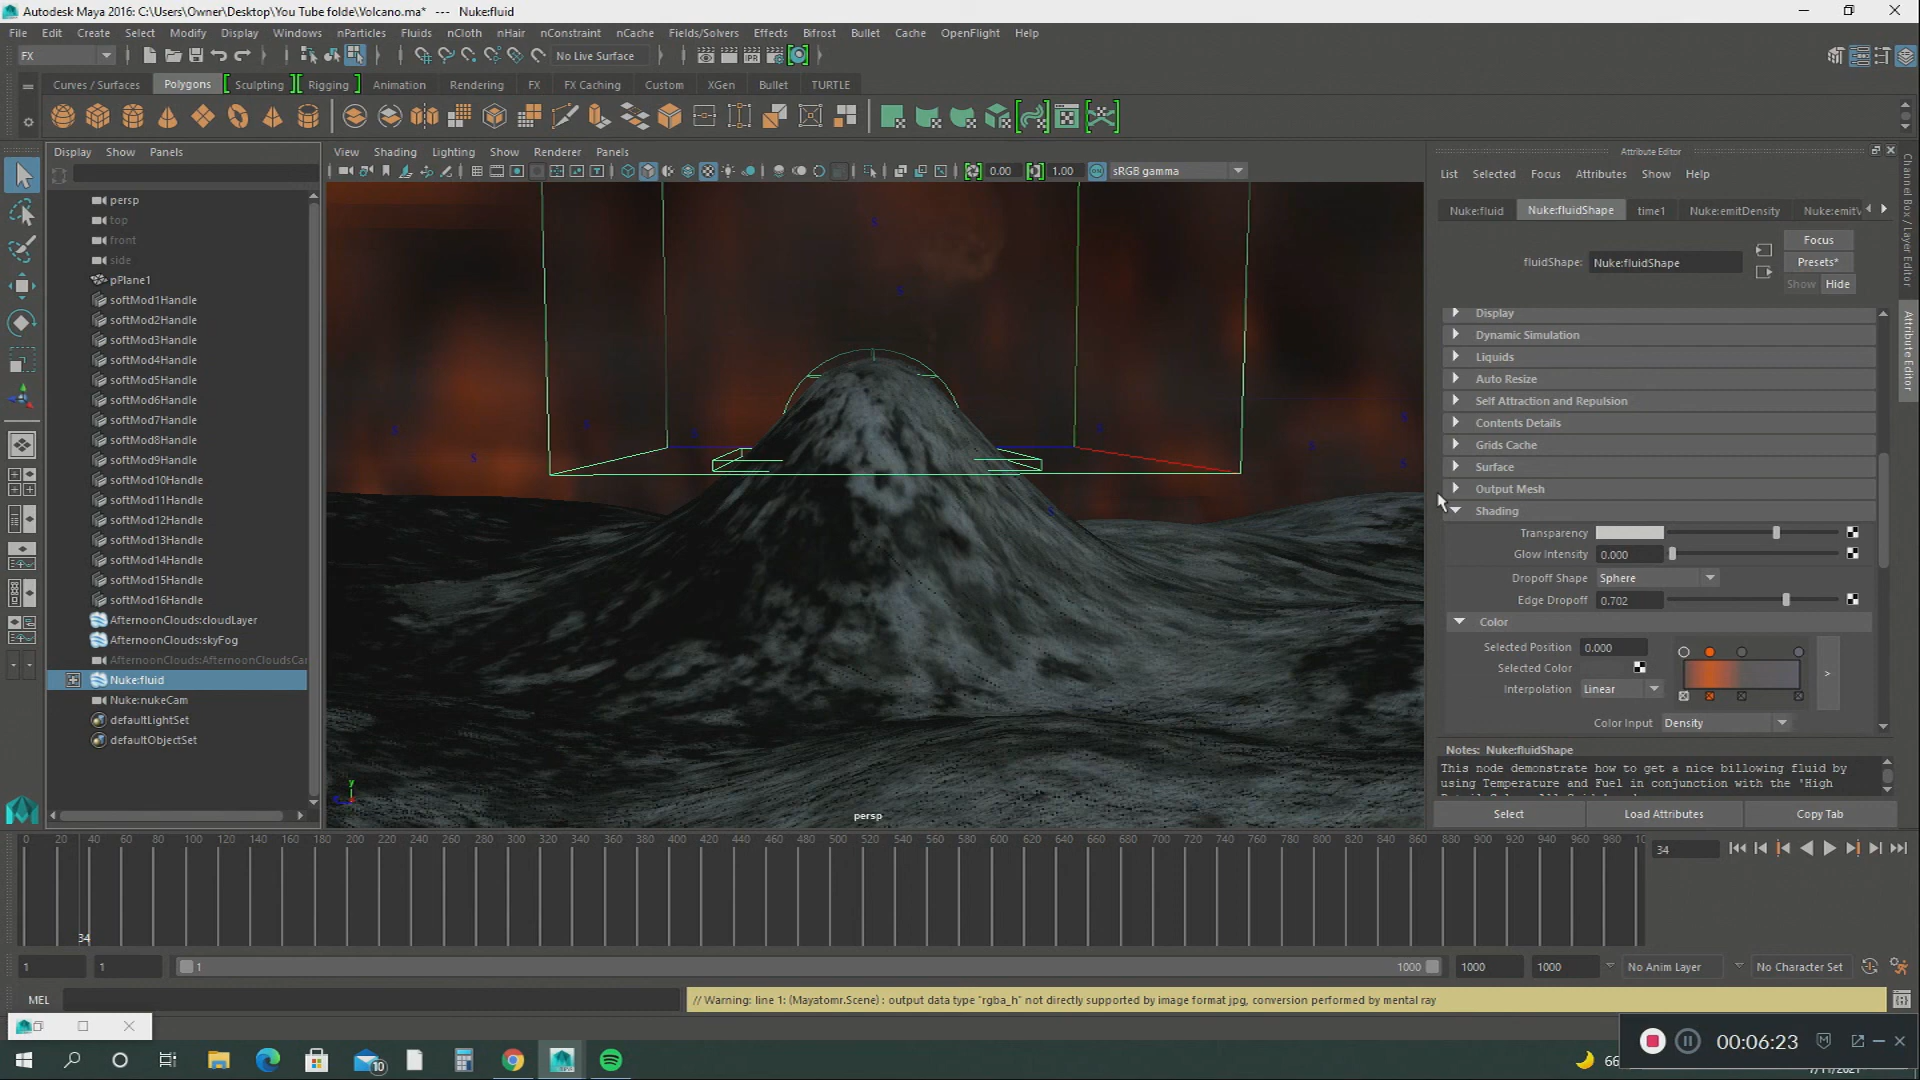 Autodesk Maya 2016: C:\Users\Owner\Desktop\You Tube folde\Volcano.ma* --- Nuke:fluid
File Edit Create Select Modify Display Windows nParticles Fluids nCloth nHair nConstraint nCache Fields/Solvers Effects Bifrost Bullet Cache OpenFlight Help
FX No Live Surface
Curves / Surfaces Polygons Sculpting Rigging Animation Rendering FX FX Caching Custom XGen Bullet TURTLE
Display Show Panels
View Shading Lighting Show Renderer Panels
0.00 1.00 sRGB gamma
persp
top
front
side
pPlane1
softMod1Handle
softMod2Handle
softMod3Handle
softMod4Handle
softMod5Handle
softMod6Handle
softMod7Handle
softMod8Handle
softMod9Handle
softMod10Handle
softMod11Handle
softMod12Handle
softMod13Handle
softMod14Handle
softMod15Handle
softMod16Handle
AfternoonClouds:cloudLayer
AfternoonClouds:skyFog
AfternoonClouds:AfternoonCloudsCar
Nuke:fluid
Nuke:nukeCam
defaultLightSet
defaultObjectSet
persp
Attribute Editor
List Selected Focus Attributes Show Help
Nuke:fluid Nuke:fluidShape time1 Nuke:emitDensity Nuke:emitV
Focus
fluidShape: Nuke:fluidShape
Presets*
Show Hide
Display
Dynamic Simulation
Liquids
Auto Resize
Self Attraction and Repulsion
Contents Details
Grids Cache
Surface
Output Mesh
Shading
Transparency
Glow Intensity 0.000
Dropoff Shape Sphere
Edge Dropoff 0.702
Color
Selected Position 0.000
Selected Color
Interpolation Linear
>
Color Input Density
Notes: Nuke:fluidShape
This node demonstrate how to get a nice billowing fluid by
using Temperature and Fuel in conjunction with the "High
Select Load Attributes Copy Tab
Channel Box / Layer Editor
Attribute Editor
0 20 40 60 80 100 120 140 160 180 200 220 240 260 280 300 320 340 360 380 400 420 440 460 480 500 520 540 560 580 600 620 640 660 680 700 720 740 760 780 800 820 840 860 880 900 920 940 960 980 10
34
34
1 1 1 1000 1000 1000 No Anim Layer No Character Set
MEL // Warning: line 1: (Mayatomr.Scene) : output data type "rgba_h" not directly supported by image format jpg, conversion performed by mental ray
10
66
00:06:23